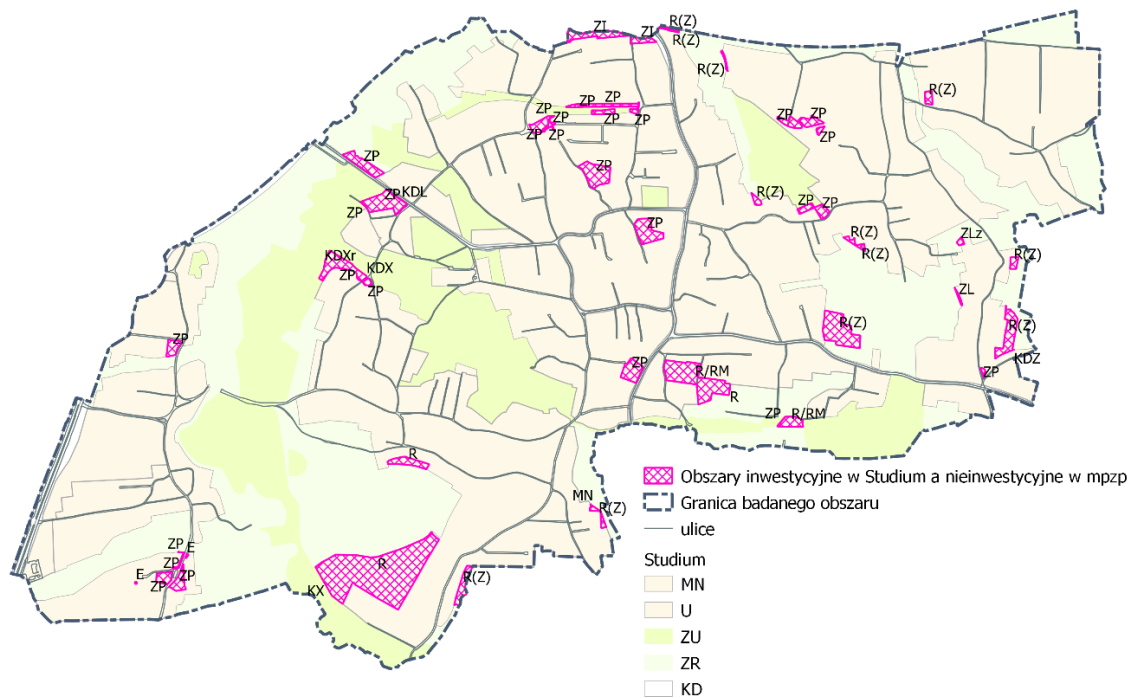 ZI
ZI
R(Z)
R(Z)
R(Z)
R(Z)
ZP
ZP
ZP
ZP
ZP
ZP
ZP
ZP
ZP
ZP
ZP
ZP
ZP
ZP
KDL
ZP
R(Z)
ZP
ZP
ZP
R(Z)
R(Z)
ZLz
KDXr
KDX
ZP
ZP
R(Z)
ZL
ZP
R(Z)
R(Z)
KDZ
ZP
ZP
R/RM
R
ZP
R/RM
R
MN
R(Z)
ZP
E
ZP
E
ZP
ZP
R
KX
R(Z)
Obszary inwestycyjne w Studium a nieinwestycyjne w mpzp
Granica badanego obszaru
ulice
Studium
MN
U
ZU
ZR
KD